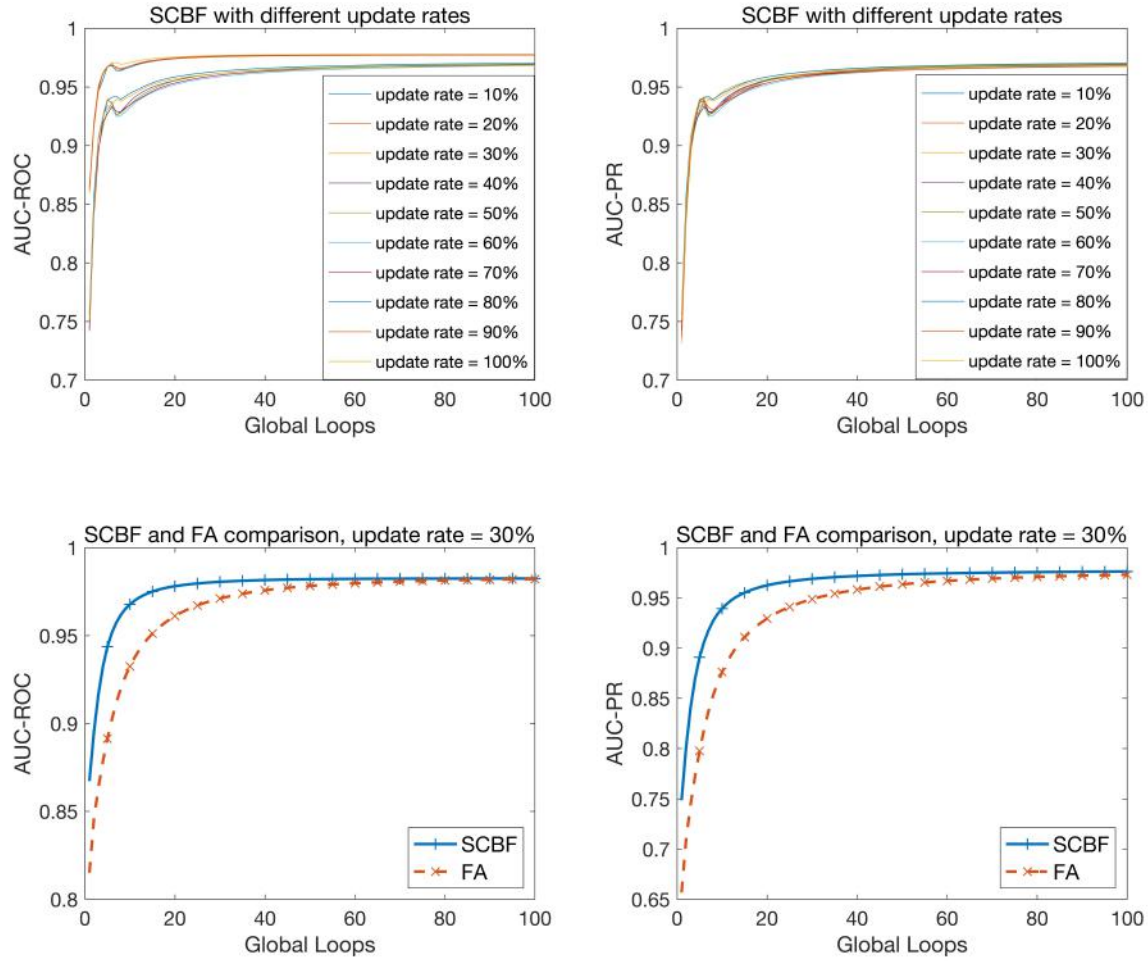 SCBF with different update rates
1
0.95
0.9
0.85
0.8
0.75
0.7
AUC-ROC
0 20 40 60 80 100
Global Loops
update rate = 10%
update rate = 20%
update rate = 30%
update rate = 40%
update rate = 50%
update rate = 60%
update rate = 70%
update rate = 80%
update rate = 90%
update rate = 100%
SCBF with different update rates
1
0.95
0.9
0.85
0.8
0.75
0.7
AUC-PR
0 20 40 60 80 100
Global Loops
update rate = 10%
update rate = 20%
update rate = 30%
update rate = 40%
update rate = 50%
update rate = 60%
update rate = 70%
update rate = 80%
update rate = 90%
update rate = 100%
SCBF and FA comparison, update rate = 30%
1
0.95
0.9
0.85
0.8
AUC-ROC
0 20 40 60 80 100
Global Loops
SCBF
FA
SCBF and FA comparison, update rate = 30%
1
0.95
0.9
0.85
0.8
0.75
0.7
0.65
AUC-PR
0 20 40 60 80 100
Global Loops
SCBF
FA